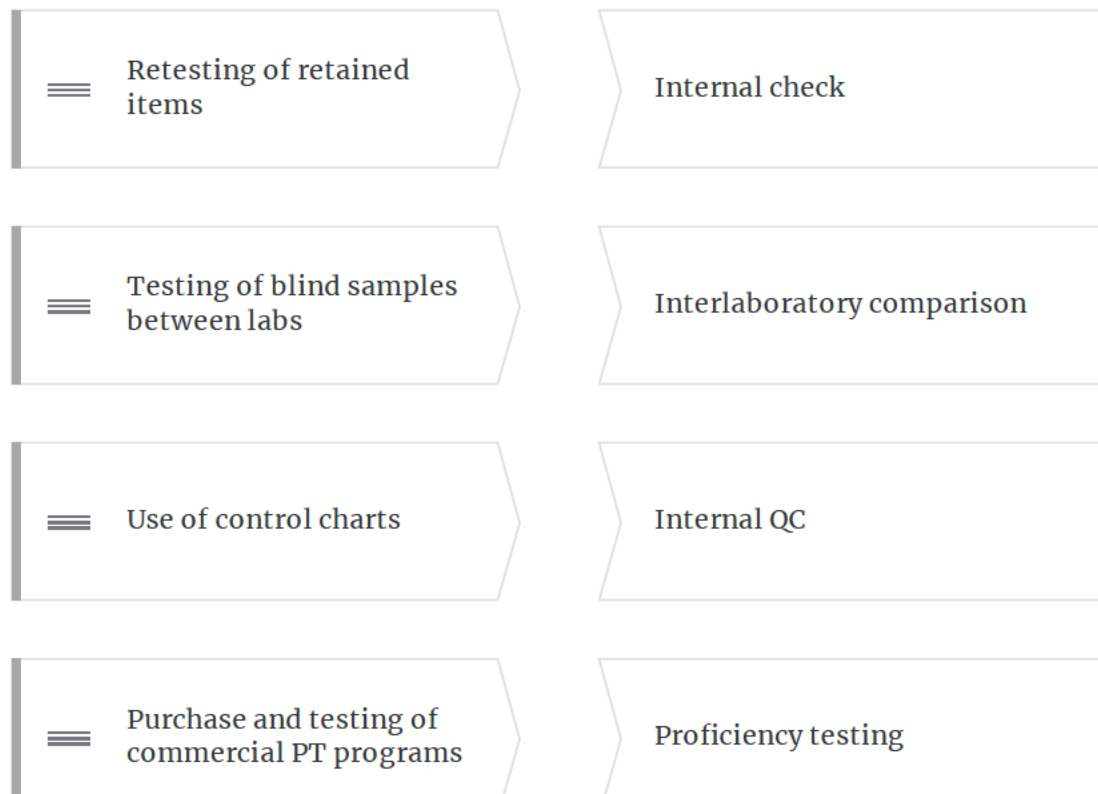 Retesting of retained
items
Internal check
Testing of blind samples
between labs
Interlaboratory comparison
Use of control charts
Internal QC
Purchase and testing of
commercial PT programs
Proficiency testing